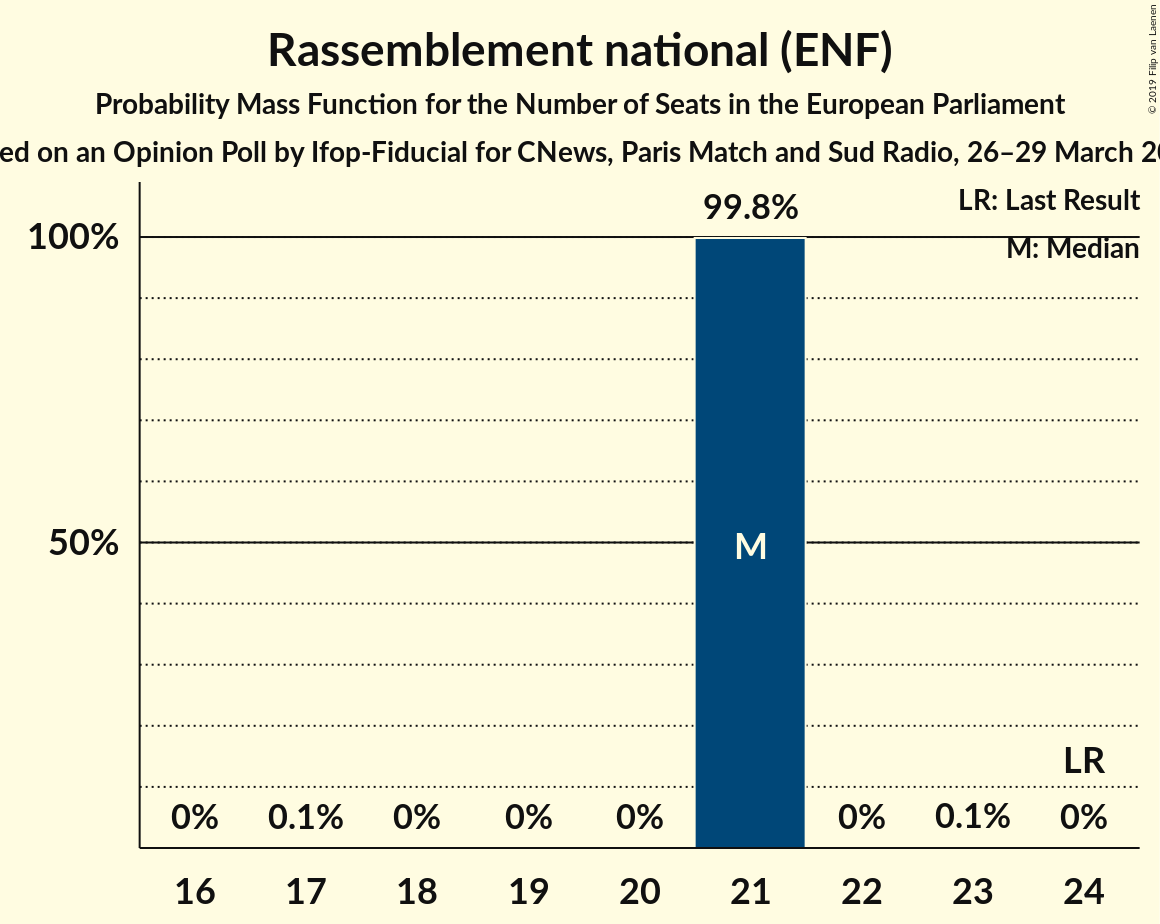 Rassemblement national (ENF)
Probability Mass Function for the Number of Seats in the European Parliament
on an Opinion Poll by Ifop-Fiducial for CNews, Paris Match and Sud Radio, 26–29 March
© 2019 Filip van Laenen
LR: Last Result
M: Median
99.8%
100%
50%
M
LR
0% 0.1% 0% 0% 0% 0% 0.1% 0%
16 17 18 19 20 21 22 23 24